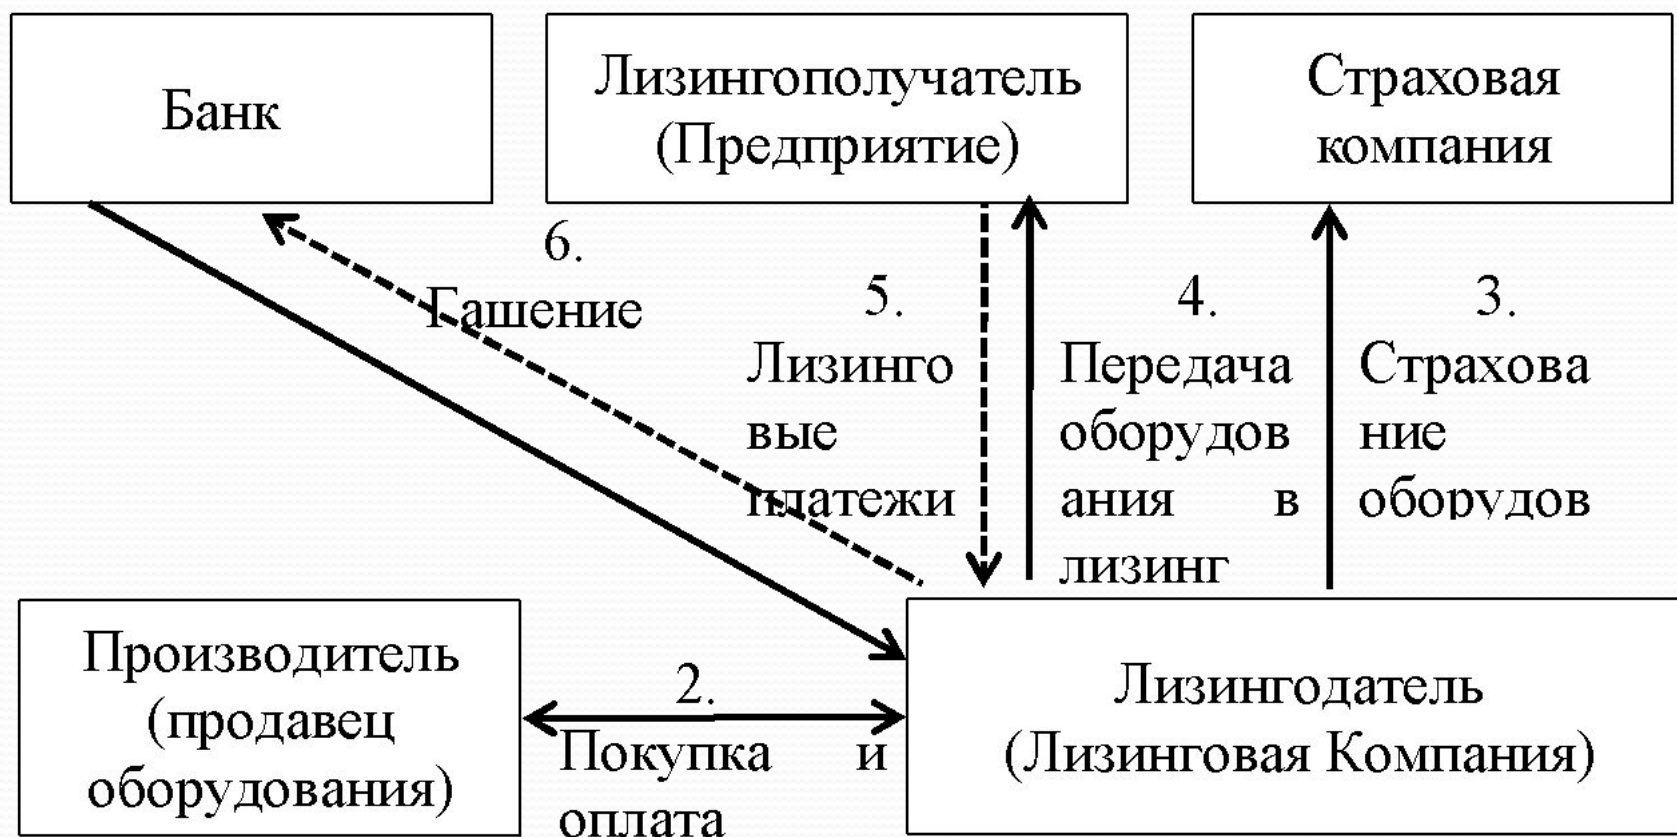 Банк
Лизингополучатель
(Предприятие)
Страховая
компания
6.
Гашение
5.
Лизинго
вые
платежи
4.
Передача
оборудов
ания в
лизинг
3.
Страхова
ние
оборудов
Производитель
(продавец
оборудования)
2.
Покупка и
оплата
Лизингодатель
(Лизинговая Компания)